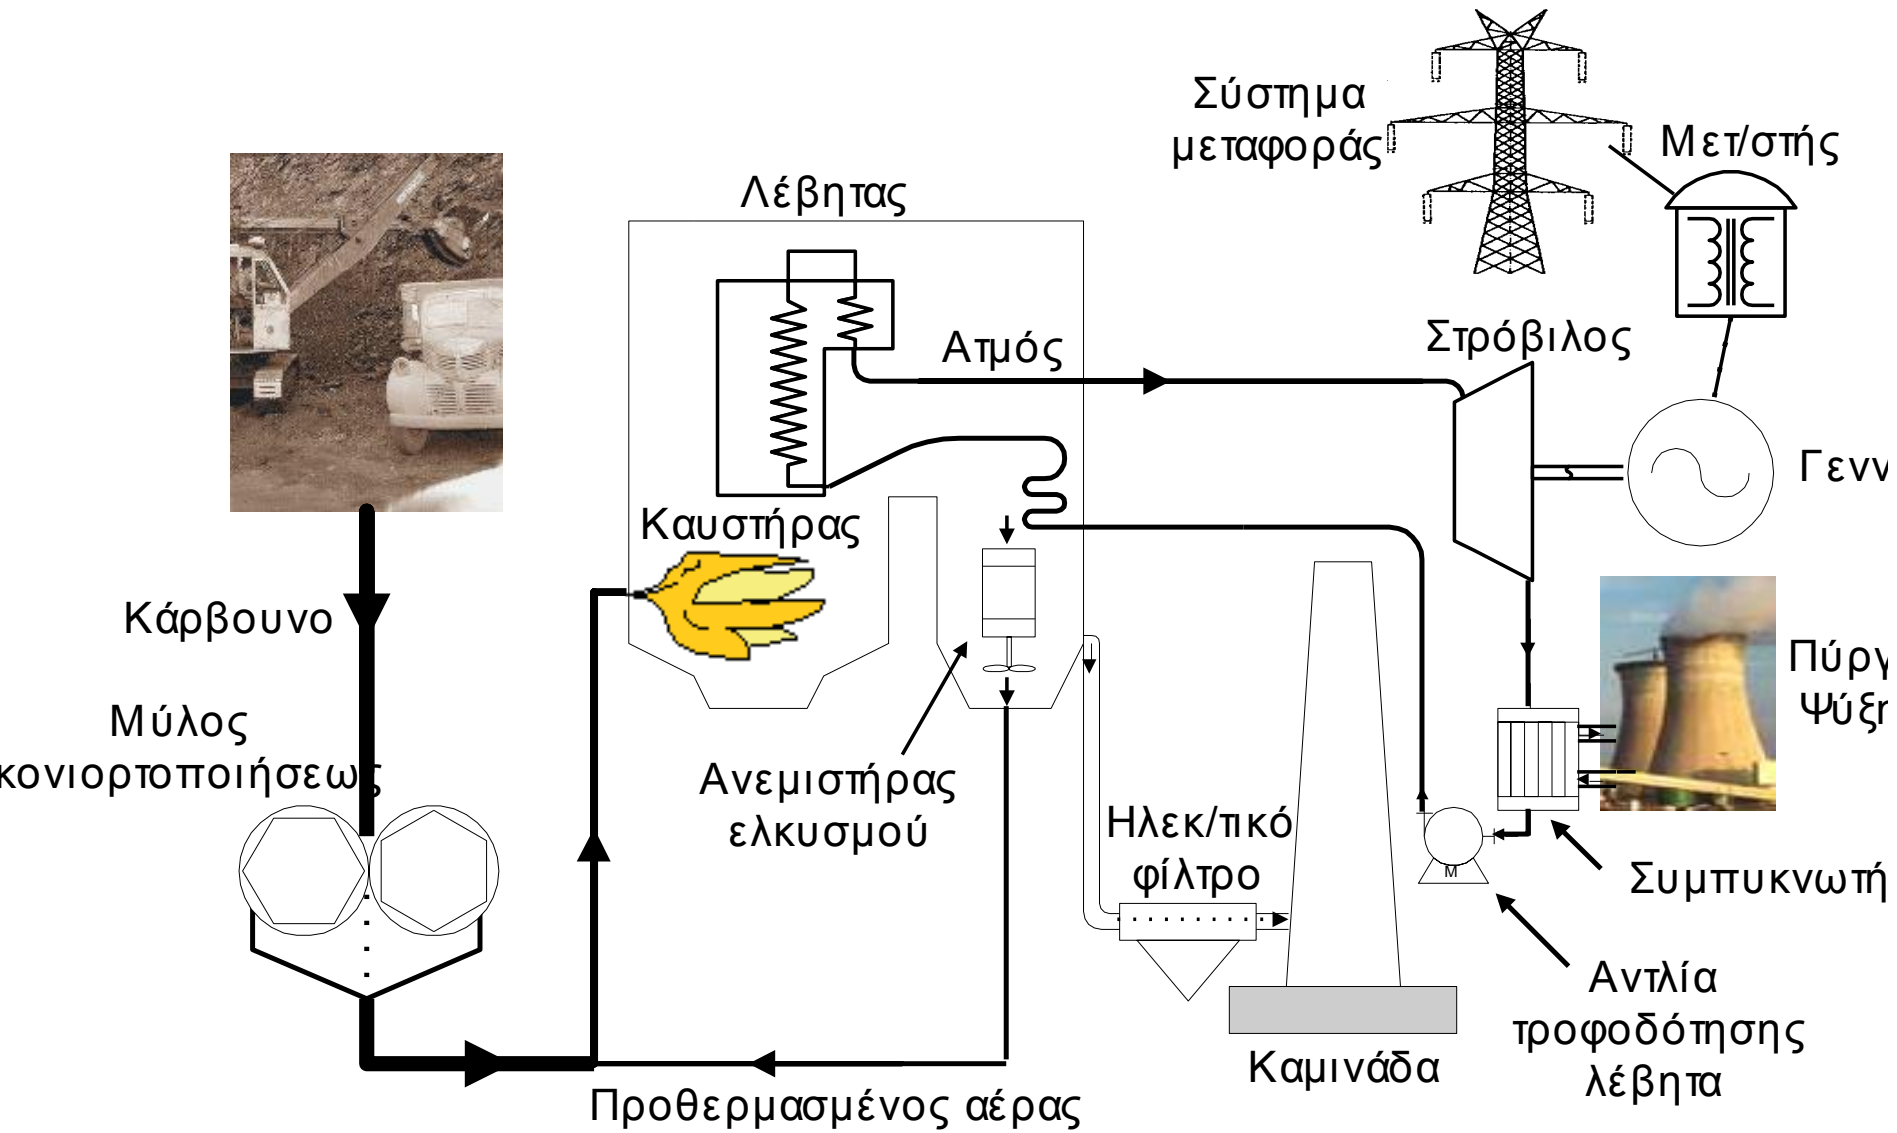 Σύστημα
μεταφοράς
Μετ/στής
Λέβητας
Στρόβιλος
Ατμός
Καυστήρας
Κάρβουνο
Μύλος
κονιορτοποιήσεως
Ανεμιστήρας
ελκυσμού
Ηλεκ/τικό
φίλτρο
M
Αντλία
τροφοδότησης
λέβητα
Καμινάδα
Προθερμασμένος αέρας